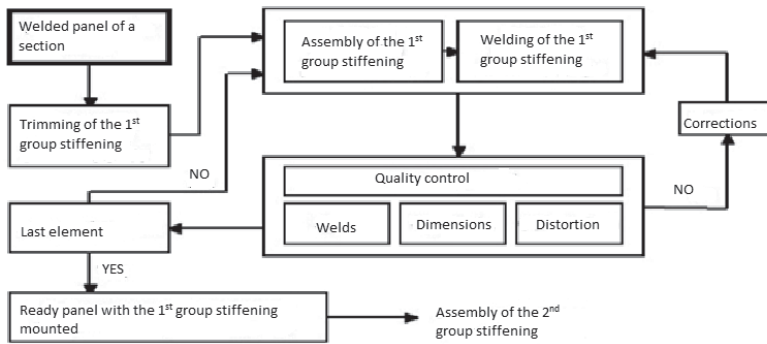 Welded panel of a
section
Assembly of the 1st
group stiffening
Welding of the 1st
group stiffening
Trimming of the 1st
group stiffening
Corrections
NO
Quality control
NO
Welds
Dimensions
Distortion
Last element
YES
Ready panel with the 1st group stiffening
mounted
Assembly of the 2nd
group stiffening